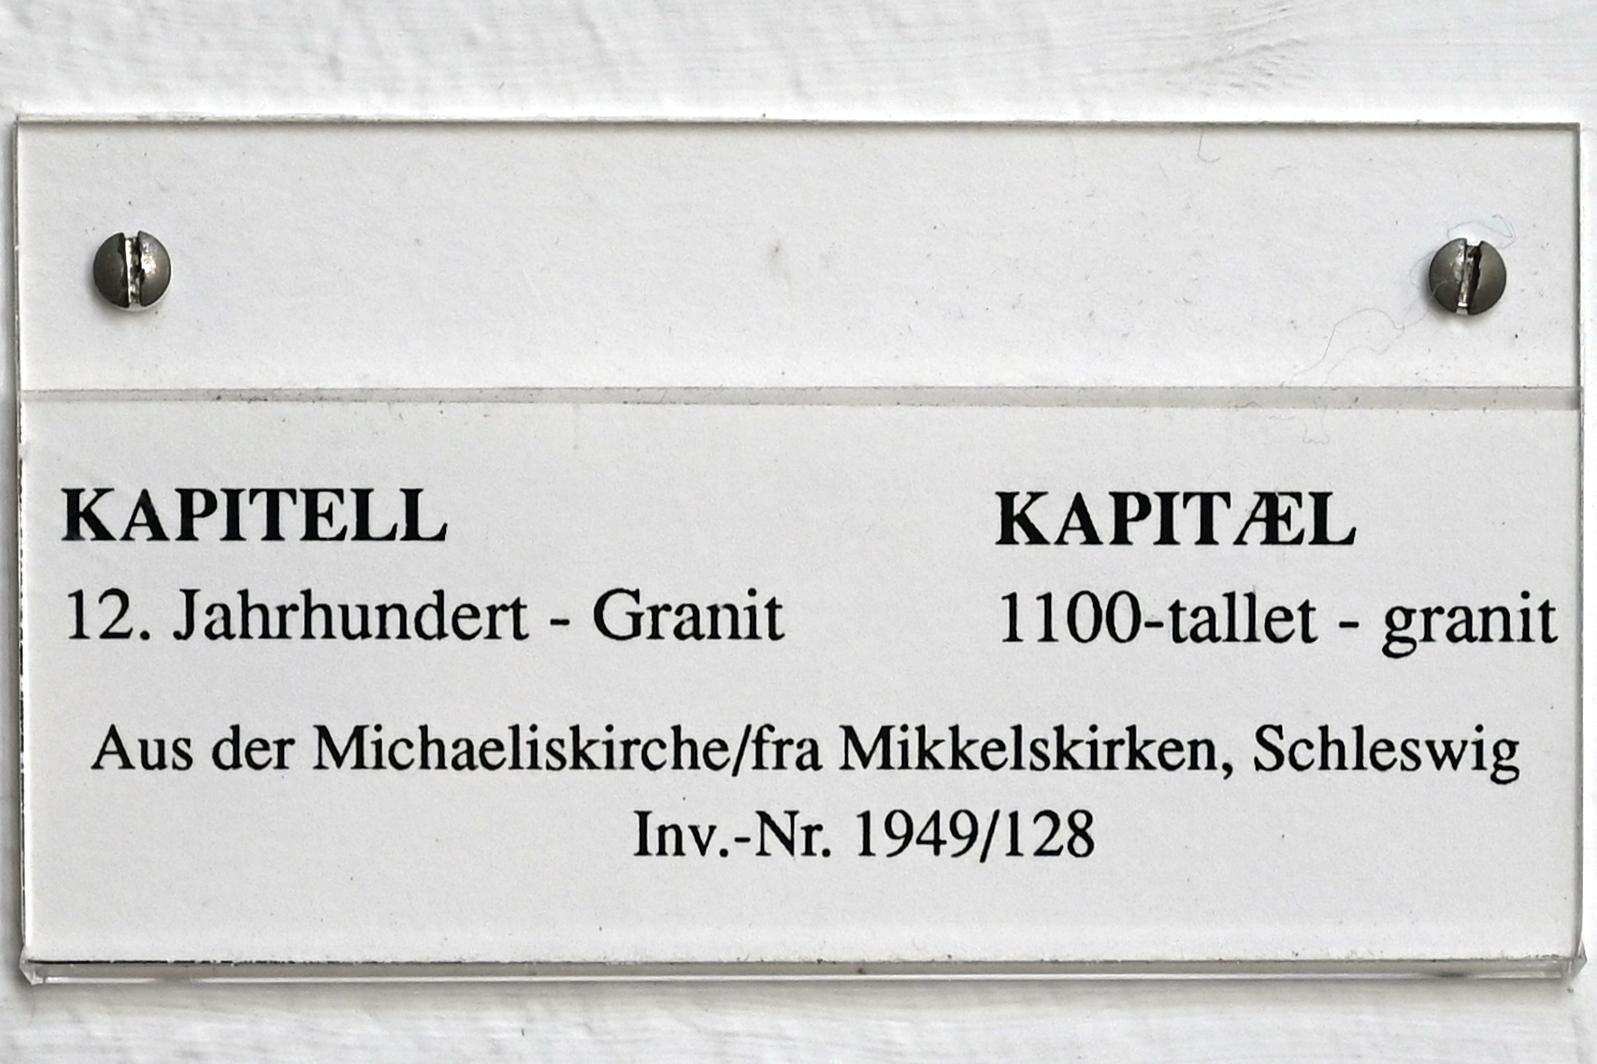 KAPITELL KAPITÆL
12. Jahrhundert - Granit 1100-tallet - granit
Aus der Michaeliskirche/fra Mikkelskirken, Schleswig
Inv.-Nr. 1949/128